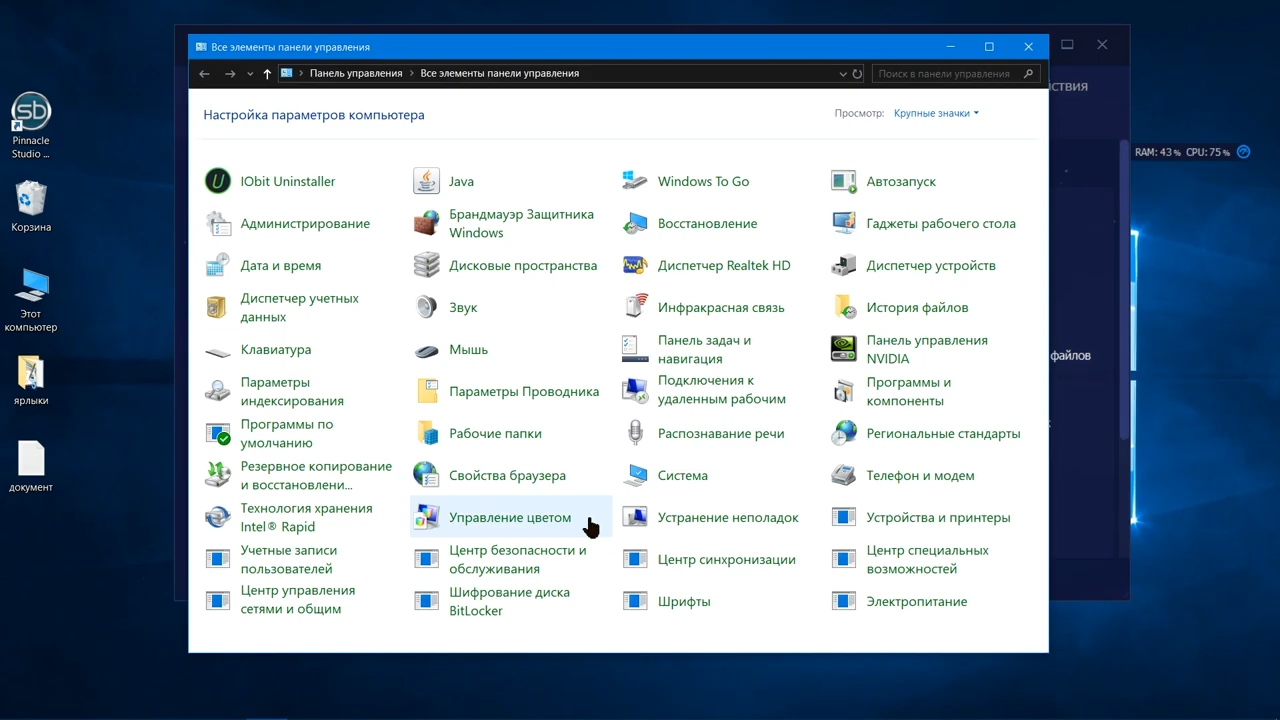 Все элементы панели управления
Панель управления
Все элементы панели управления
Поиск в панели управления
Настройка параметров компьютера
Просмотр: Крупные значки
IObit Uninstaller
Java
Windows To Go
Автозапуск
Администрирование
Брандмауэр Защитника
Windows
Восстановление
Гаджеты рабочего стола
Дата и время
Дисковые пространства
Диспетчер Realtek HD
Диспетчер устройств
Диспетчер учетных
данных
Звук
Инфракрасная связь
История файлов
Клавиатура
Мышь
Панель задач и
навигация
Панель управления
NVIDIA
Параметры
индексирования
Параметры Проводника
Подключения к
удаленным рабочим
Программы и
компоненты
Программы по
умолчанию
Рабочие папки
Распознавание речи
Региональные стандарты
Резервное копирование
и восстановлени...
Свойства браузера
Система
Телефон и модем
Технология хранения
Intel® Rapid
Управление цветом
Устранение неполадок
Устройства и принтеры
Учетные записи
пользователей
Центр безопасности и
обслуживания
Центр синхронизации
Центр специальных
возможностей
Центр управления
сетями и общим
Шифрование диска
BitLocker
Шрифты
Электропитание
sb
Pinnacle
Studio ...
Корзина
Этот
компьютер
ярлыки
документ
ствия
RAM: 43% CPU: 75%
файлов